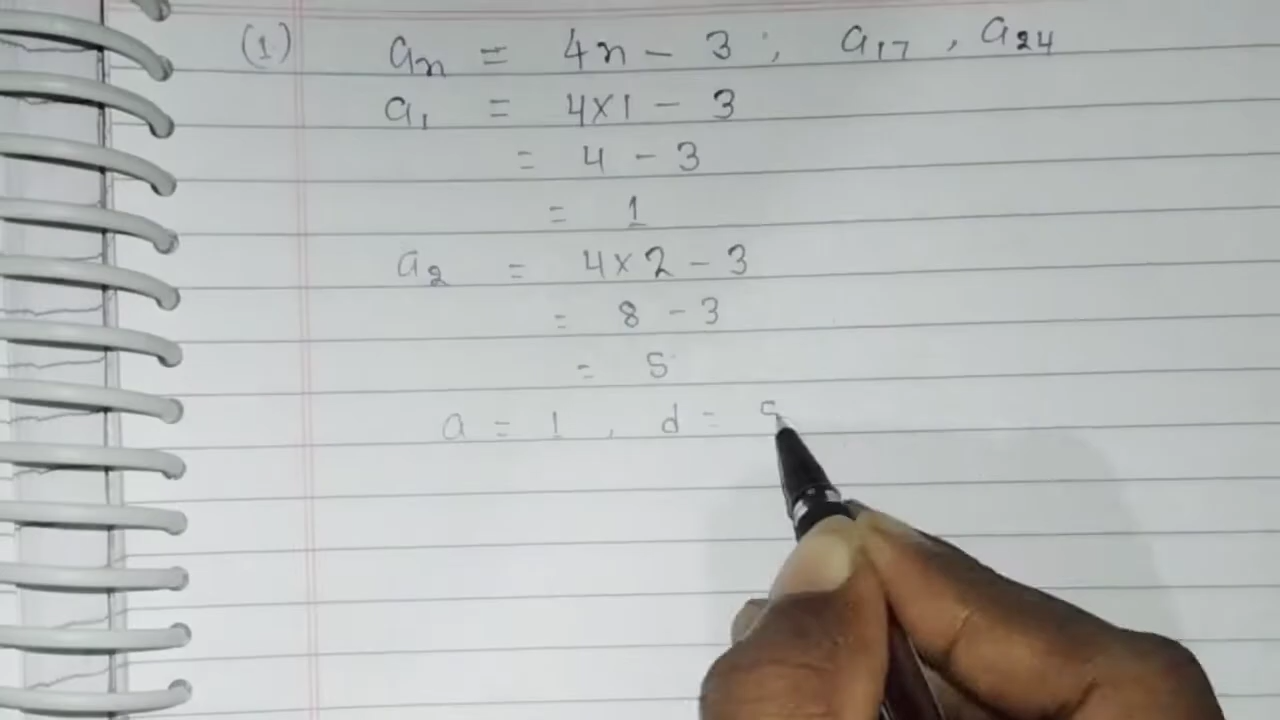 (1) an = 4n - 3 ; a17 , a24
a1 = 4×1 - 3
= 4 - 3
= 1
a2 = 4×2 - 3
= 8 - 3
= 5
a = 1 , d = 5